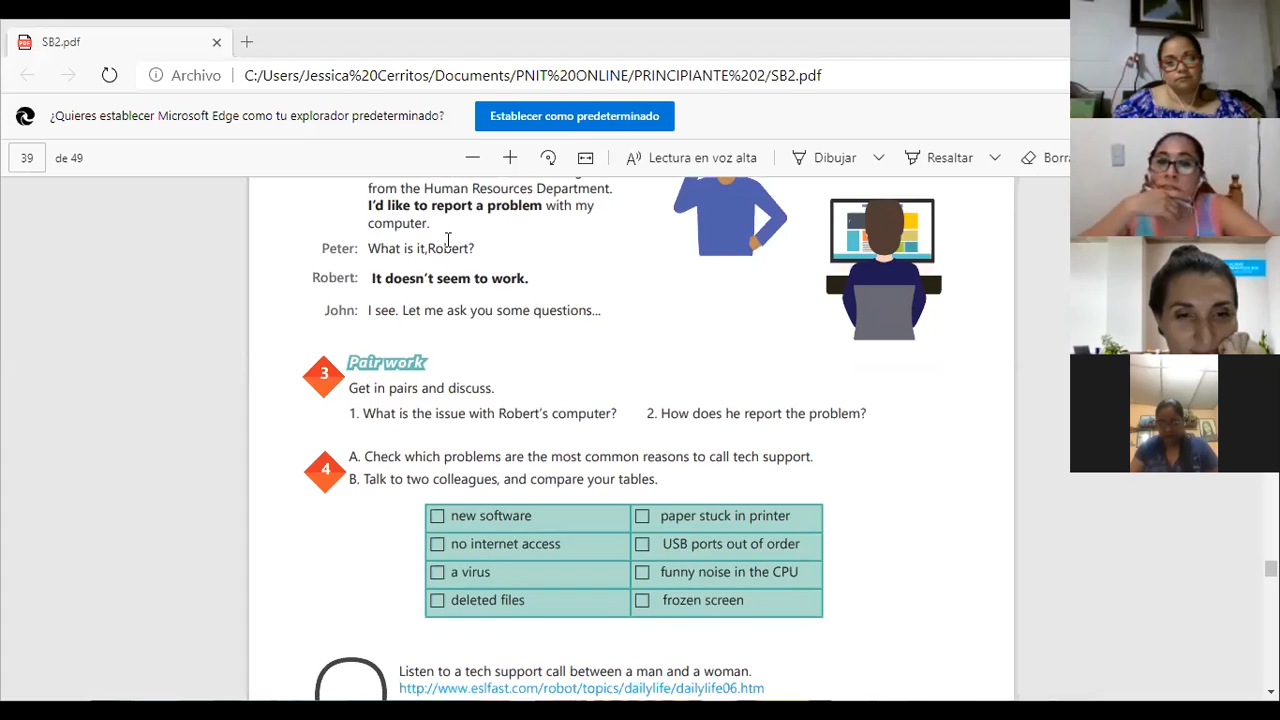 SB2.pdf
Archivo C:/Users/Jessica%20Cerritos/Documents/PNIT%20ONLINE/PRINCIPIANTE%202/SB2.pdf
¿Quieres establecer Microsoft Edge como tu explorador predeterminado? Establecer como predeterminado
39 de 49 Lectura en voz alta Dibujar Resaltar Borra
from the Human Resources Department.
I'd like to report a problem with my
computer.
Peter: What is it,Robert?
Robert: It doesn't seem to work.
John: I see. Let me ask you some questions...
3 Pair work
Get in pairs and discuss.
1. What is the issue with Robert's computer? 2. How does he report the problem?
4 A. Check which problems are the most common reasons to call tech support.
B. Talk to two colleagues, and compare your tables.
new software paper stuck in printer
no internet access USB ports out of order
a virus funny noise in the CPU
deleted files frozen screen
Listen to a tech support call between a man and a woman.
http://www.eslfast.com/robot/topics/dailylife/dailylife06.htm